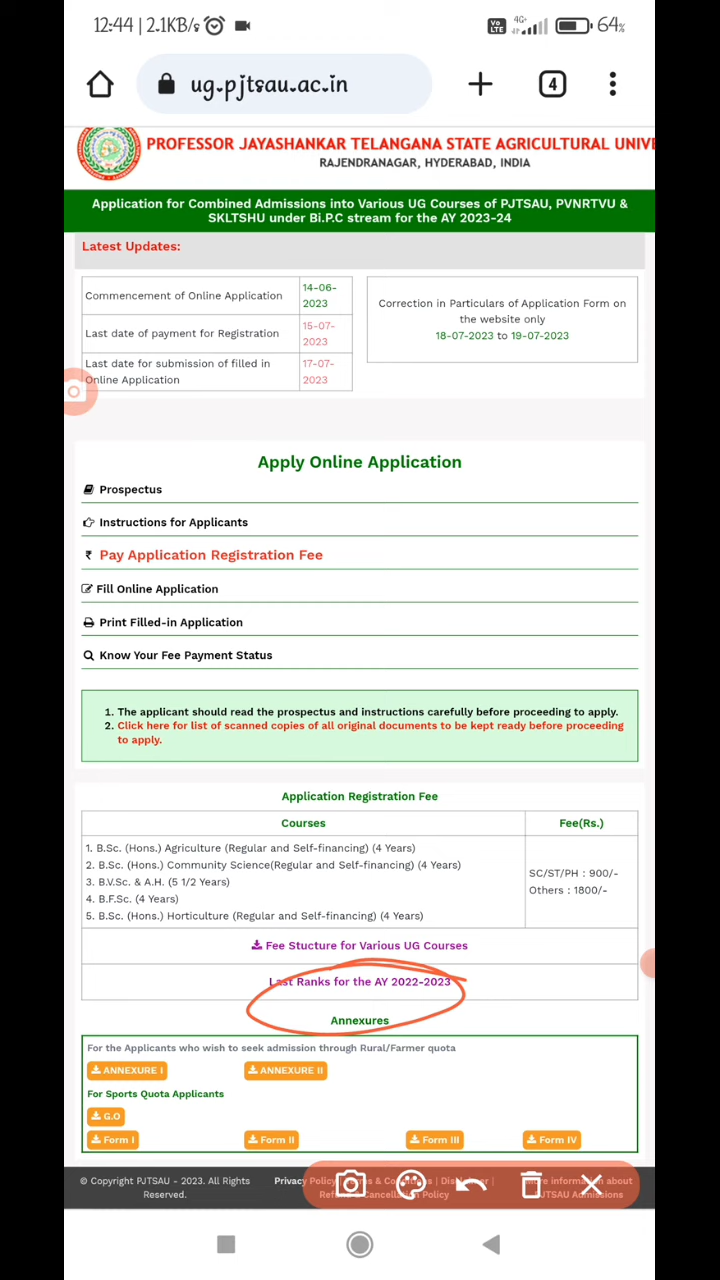 12:44 | 2.1KB/s
Vo LTE 4G+ 64%
ug.pjtsau.ac.in
4
PROFESSOR JAYASHANKAR TELANGANA STATE AGRICULTURAL UNIVE
RAJENDRANAGAR, HYDERABAD, INDIA
Application for Combined Admissions into Various UG Courses of PJTSAU, PVNRTVU &
SKLTSHU under Bi.P.C stream for the AY 2023-24
Latest Updates:
Commencement of Online Application 14-06-
2023
Last date of payment for Registration 15-07-
2023
Last date for submission of filled in
Online Application 17-07-
2023
Correction in Particulars of Application Form on
the website only
18-07-2023 to 19-07-2023
Apply Online Application
Prospectus
Instructions for Applicants
₹ Pay Application Registration Fee
Fill Online Application
Print Filled-in Application
Know Your Fee Payment Status
1. The applicant should read the prospectus and instructions carefully before proceeding to apply.
2. Click here for list of scanned copies of all original documents to be kept ready before proceeding
to apply.
Application Registration Fee
Courses Fee(Rs.)
1. B.Sc. (Hons.) Agriculture (Regular and Self-financing) (4 Years)
2. B.Sc. (Hons.) Community Science(Regular and Self-financing) (4 Years)
3. B.V.Sc. & A.H. (5 1/2 Years)
4. B.F.Sc. (4 Years)
5. B.Sc. (Hons.) Horticulture (Regular and Self-financing) (4 Years)
SC/ST/PH : 900/-
Others : 1800/-
Fee Stucture for Various UG Courses
Last Ranks for the AY 2022-2023
Annexures
For the Applicants who wish to seek admission through Rural/Farmer quota
ANNEXURE I ANNEXURE II
For Sports Quota Applicants
G.O
Form I Form II Form III Form IV
© Copyright PJTSAU - 2023. All Rights
Reserved.
Privacy Policy
Cancellation Policy
information about
PJTSAU Admissions